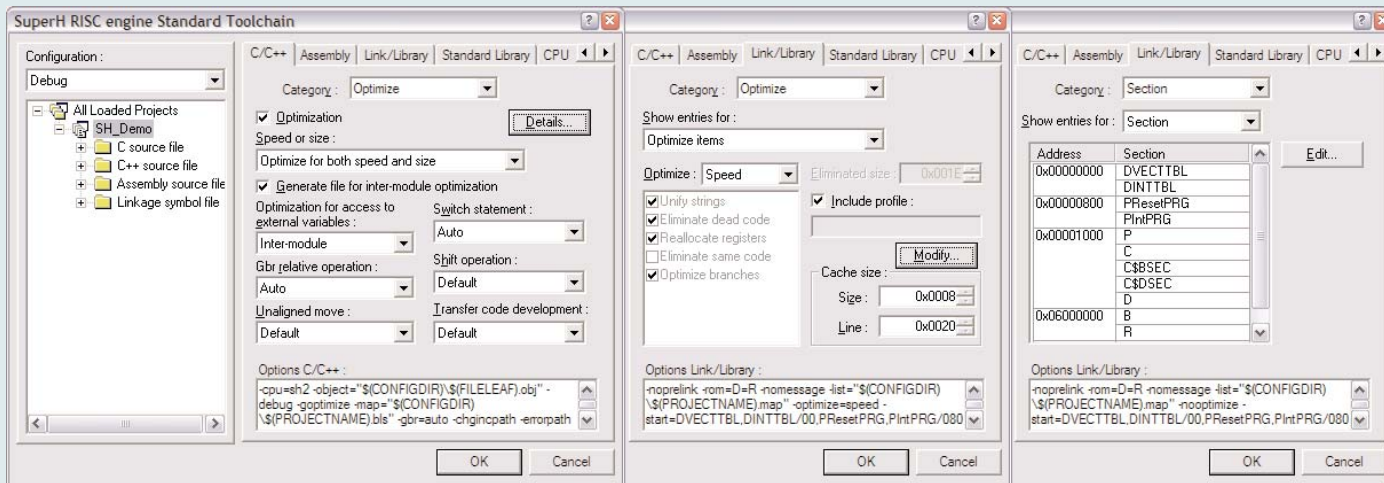 SuperH RISC engine Standard Toolchain
Configuration :
Debug
All Loaded Projects
SH_Demo
C source file
C++ source file
Assembly source file
Linkage symbol file
C/C++ Assembly Link/Library Standard Library CPU
Category : Optimize
Optimization
Details...
Speed or size :
Optimize for both speed and size
Generate file for inter-module optimization
Optimization for access to
external variables :
Inter-module
Switch statement :
Auto
Gbr relative operation :
Auto
Shift operation :
Default
Unaligned move :
Default
Transfer code development :
Default
Options C/C++ :
-cpu=sh2 -object="$(CONFIGDIR)\$(FILELEAF).obj" -
debug -goptimize -map="$(CONFIGDIR)
\$(PROJECTNAME).bls" -gbr=auto -chgincpath -errorpath
OK Cancel
C/C++ Assembly Link/Library Standard Library CPU
Category : Optimize
Show entries for :
Optimize items
Optimize : Speed
Eliminated size : 0x001E
Unify strings
Eliminate dead code
Reallocate registers
Eliminate same code
Optimize branches
Include profile :
Modify...
Cache size :
Size : 0x0008
Line : 0x0020
Options Link/Library :
-noprelink -rom=D=R -nomessage -list="$(CONFIGDIR)
\$(PROJECTNAME).map" -optimize=speed -
start=DVECTTBL,DINTTBL/00,PResetPRG,PIntPRG/080
OK Cancel
C/C++ Assembly Link/Library Standard Library CPU
Category : Section
Show entries for : Section
Address Section
0x00000000 DVECTTBL
DINTTBL
0x00000800 PResetPRG
PIntPRG
0x00001000 P
C
C$BSEC
C$DSEC
D
0x06000000 B
R
Edit...
Options Link/Library :
-noprelink -rom=D=R -nomessage -list="$(CONFIGDIR)
\$(PROJECTNAME).map" -nooptimize -
start=DVECTTBL,DINTTBL/00,PResetPRG,PIntPRG/080
OK Cancel